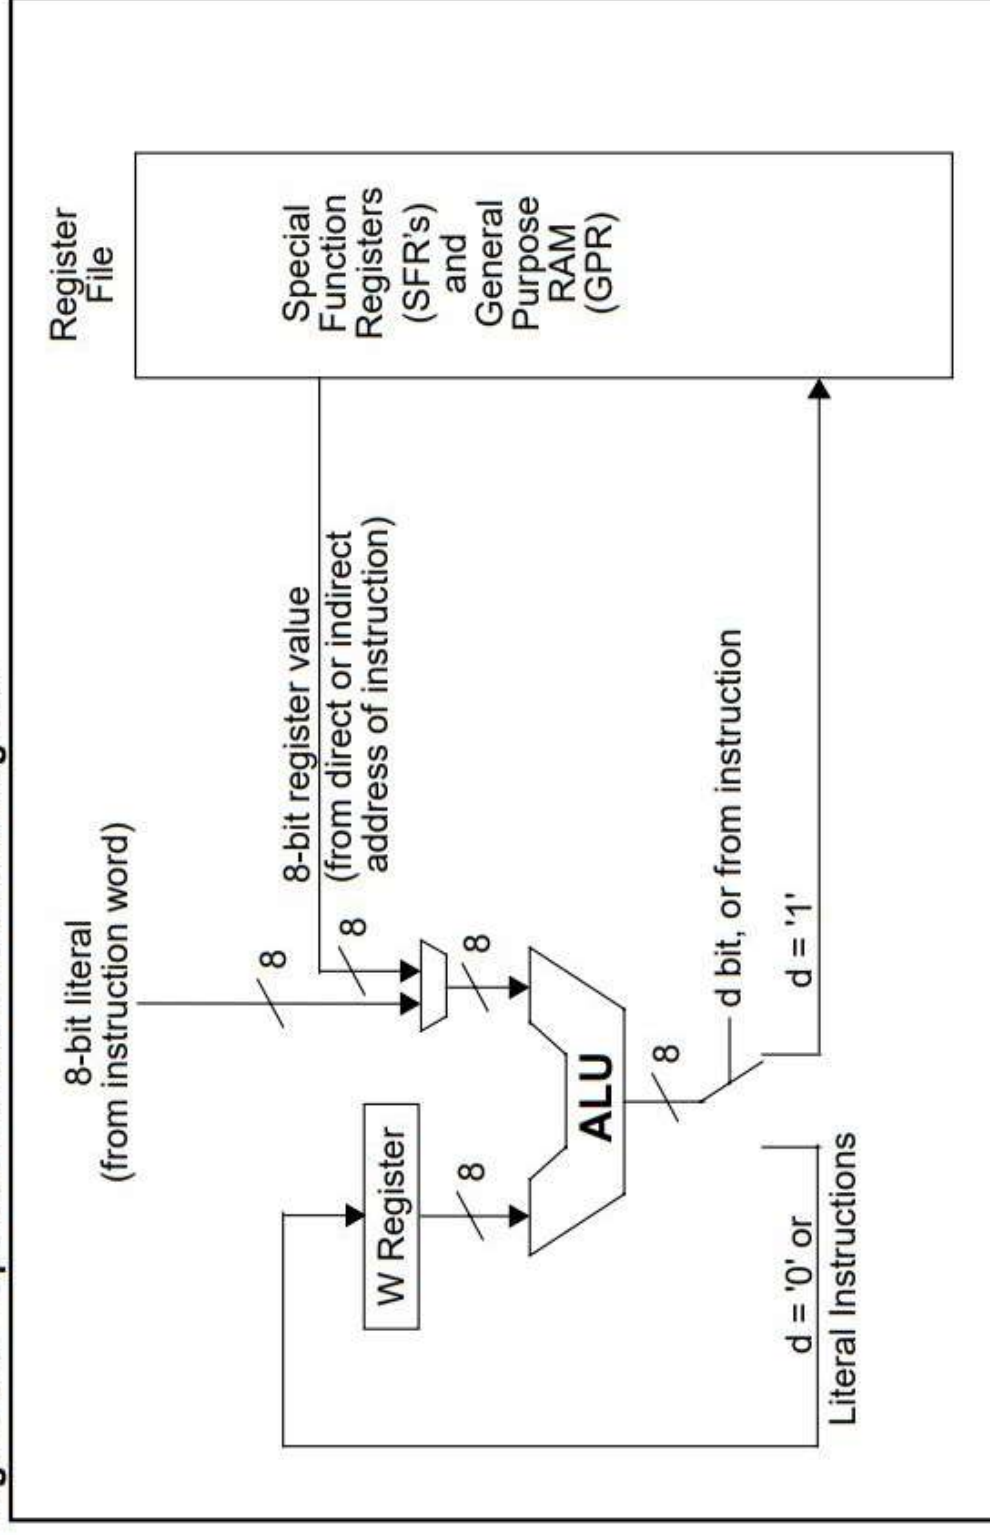 8-bit literal
(from instruction word)
Register
File
8-bit register value
(from direct or indirect
address of instruction)
Special
Function
Registers
(SFR's)
and
General
Purpose
RAM
(GPR)
8
8
W Register
8
8
ALU
8
d bit, or from instruction
d = '0' or
Literal Instructions
d = '1'